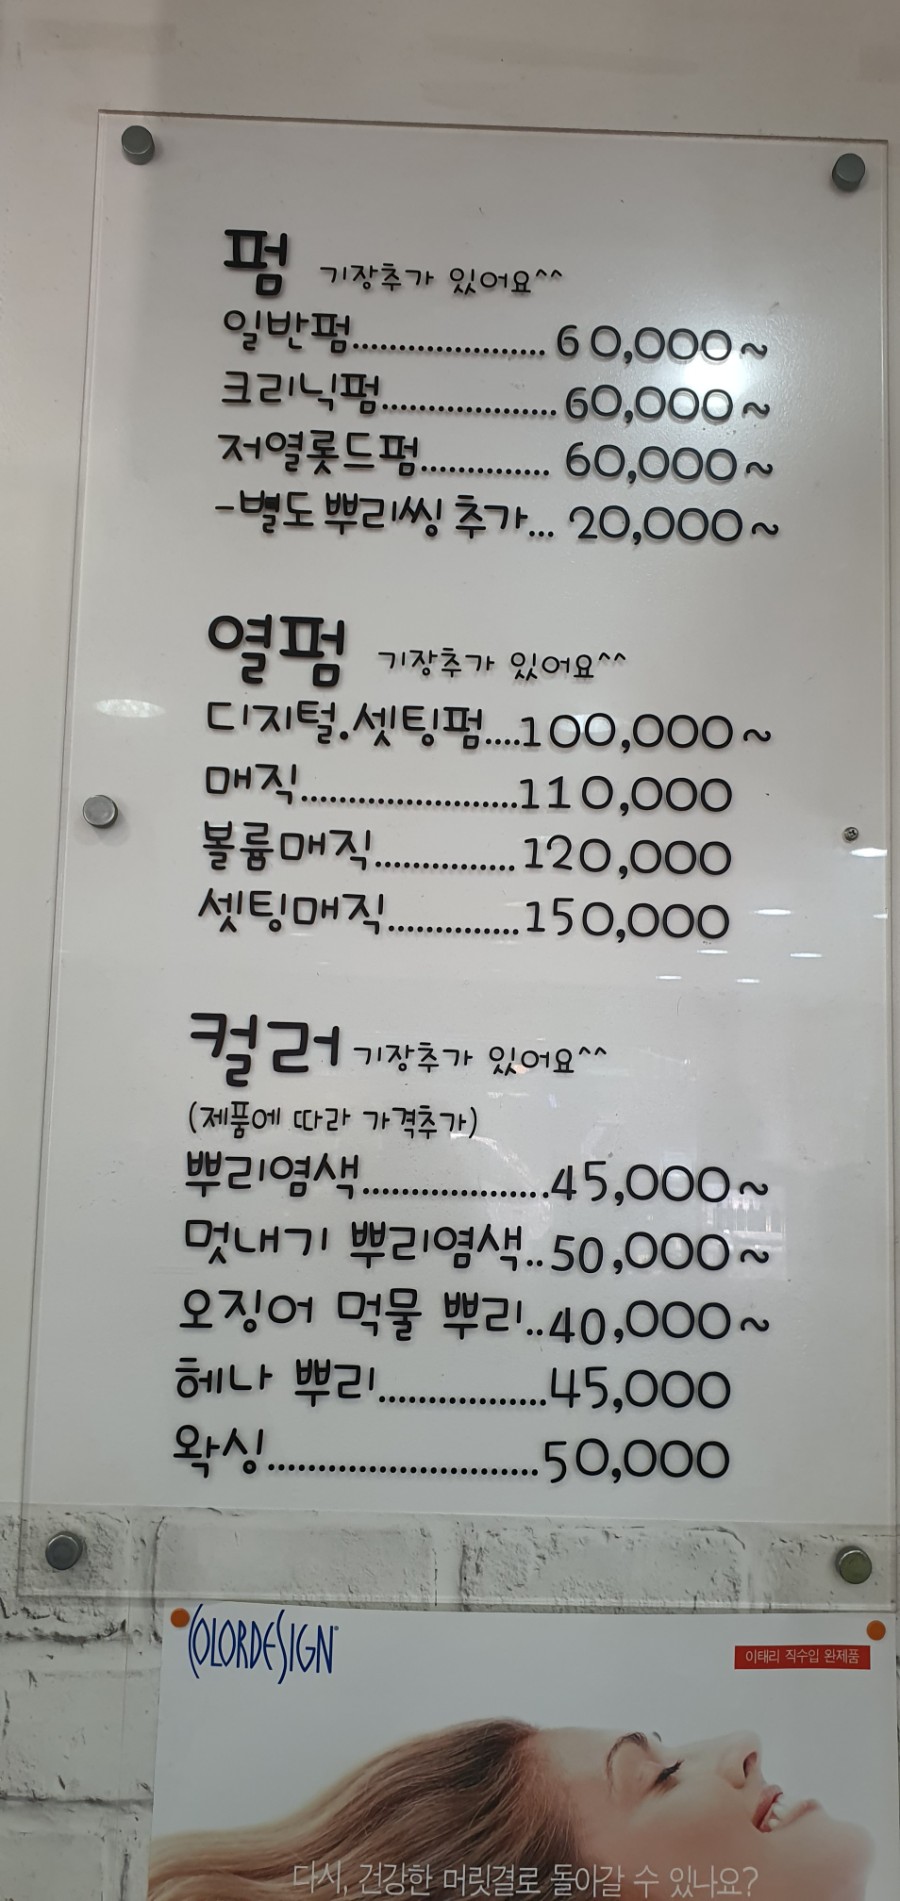 펌 기장추가 있어요^^
일반펌.................... 60,000~
크리닉펌.................. 60,000~
저열롯드펌.............. 60,000~
-별도 뿌리씽 추가... 20,000~
열펌 기장추가 있어요^^
디지털.셋팅펌....100,000~
매직.......................110,000
볼륨매직...............120,000
셋팅매직..............150,000
컬러 기장추가 있어요^^
(제품에 따라 가격추가)
뿌리염색....................45,000~
멋내기 뿌리염색..50,000~
오징어 먹물 뿌리..40,000~
헤나 뿌리..................45,000
왁싱.............................50,000
COLORDESIGN®
이태리 직수입 완제품
다시, 건강한 머릿결로 돌아갈 수 있나요?